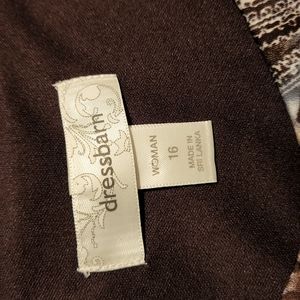 dressbarn
WOMAN
16
MADE IN
SRI LANKA